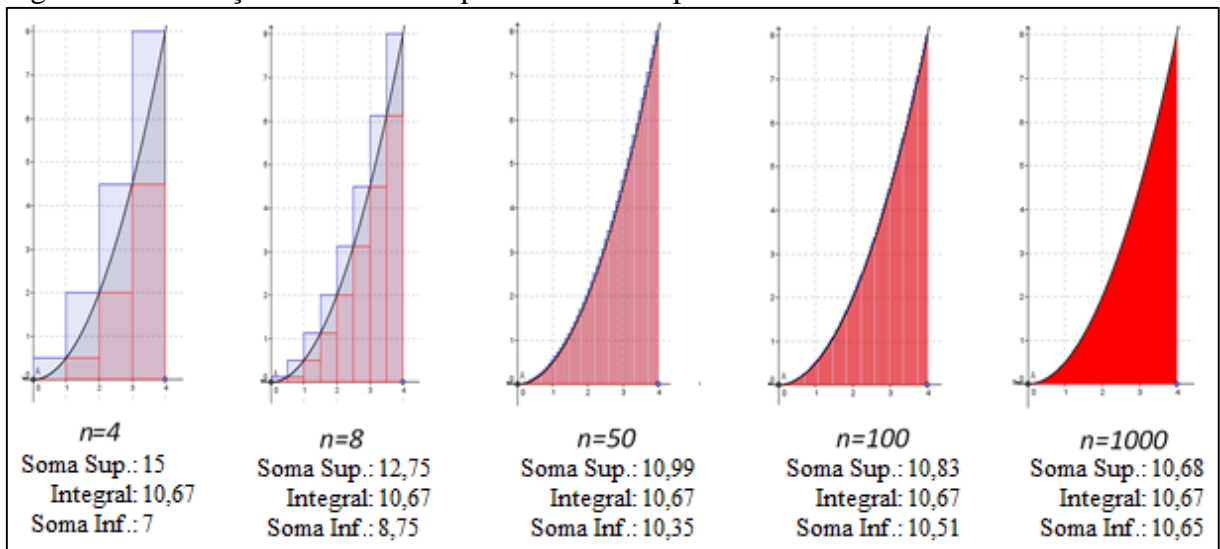 n=4
Soma Sup.: 15
Integral: 10,67
Soma Inf.: 7
n=8
Soma Sup.: 12,75
Integral: 10,67
Soma Inf.: 8,75
n=50
Soma Sup.: 10,99
Integral: 10,67
Soma Inf.: 10,35
n=100
Soma Sup.: 10,83
Integral: 10,67
Soma Inf.: 10,51
n=1000
Soma Sup.: 10,68
Integral: 10,67
Soma Inf.: 10,65